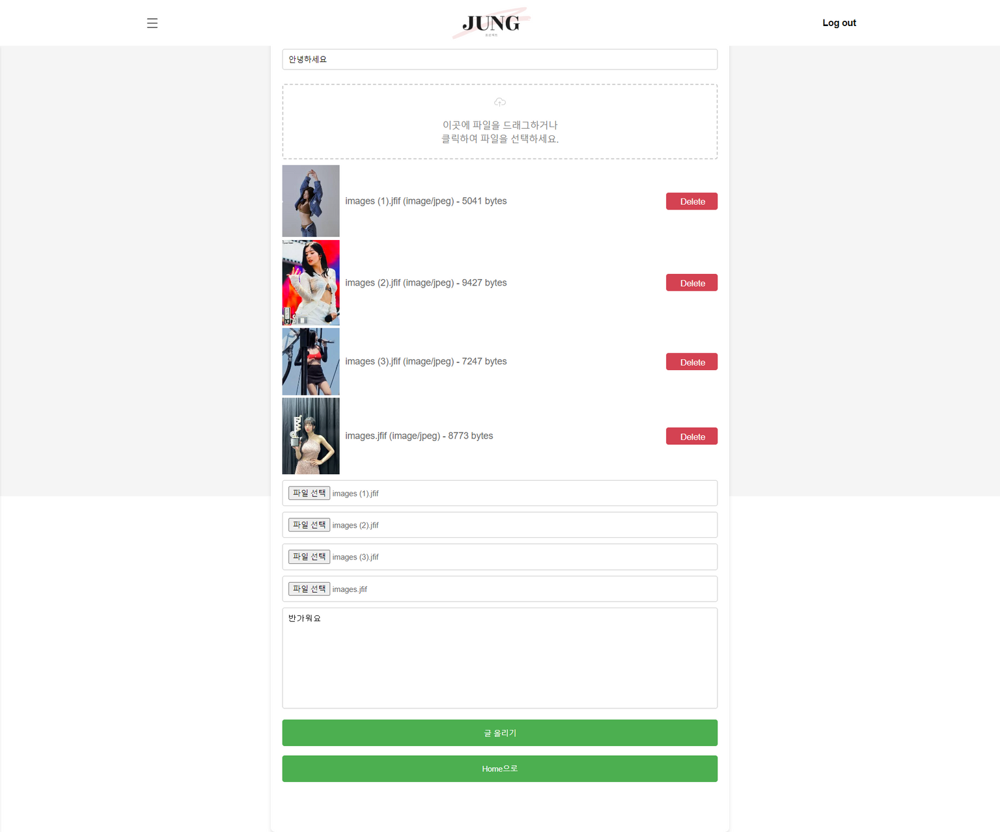 JUNG
Log out
안녕하세요
이곳에 파일을 드래그하거나
클릭하여 파일을 선택하세요.
images (1).jfif (image/jpeg) - 5041 bytes
Delete
images (2).jfif (image/jpeg) - 9427 bytes
Delete
images (3).jfif (image/jpeg) - 7247 bytes
Delete
images.jfif (image/jpeg) - 8773 bytes
Delete
파일 선택 images (1).jfif
파일 선택 images (2).jfif
파일 선택 images (3).jfif
파일 선택 images.jfif
반가워요
글 올리기
Home으로